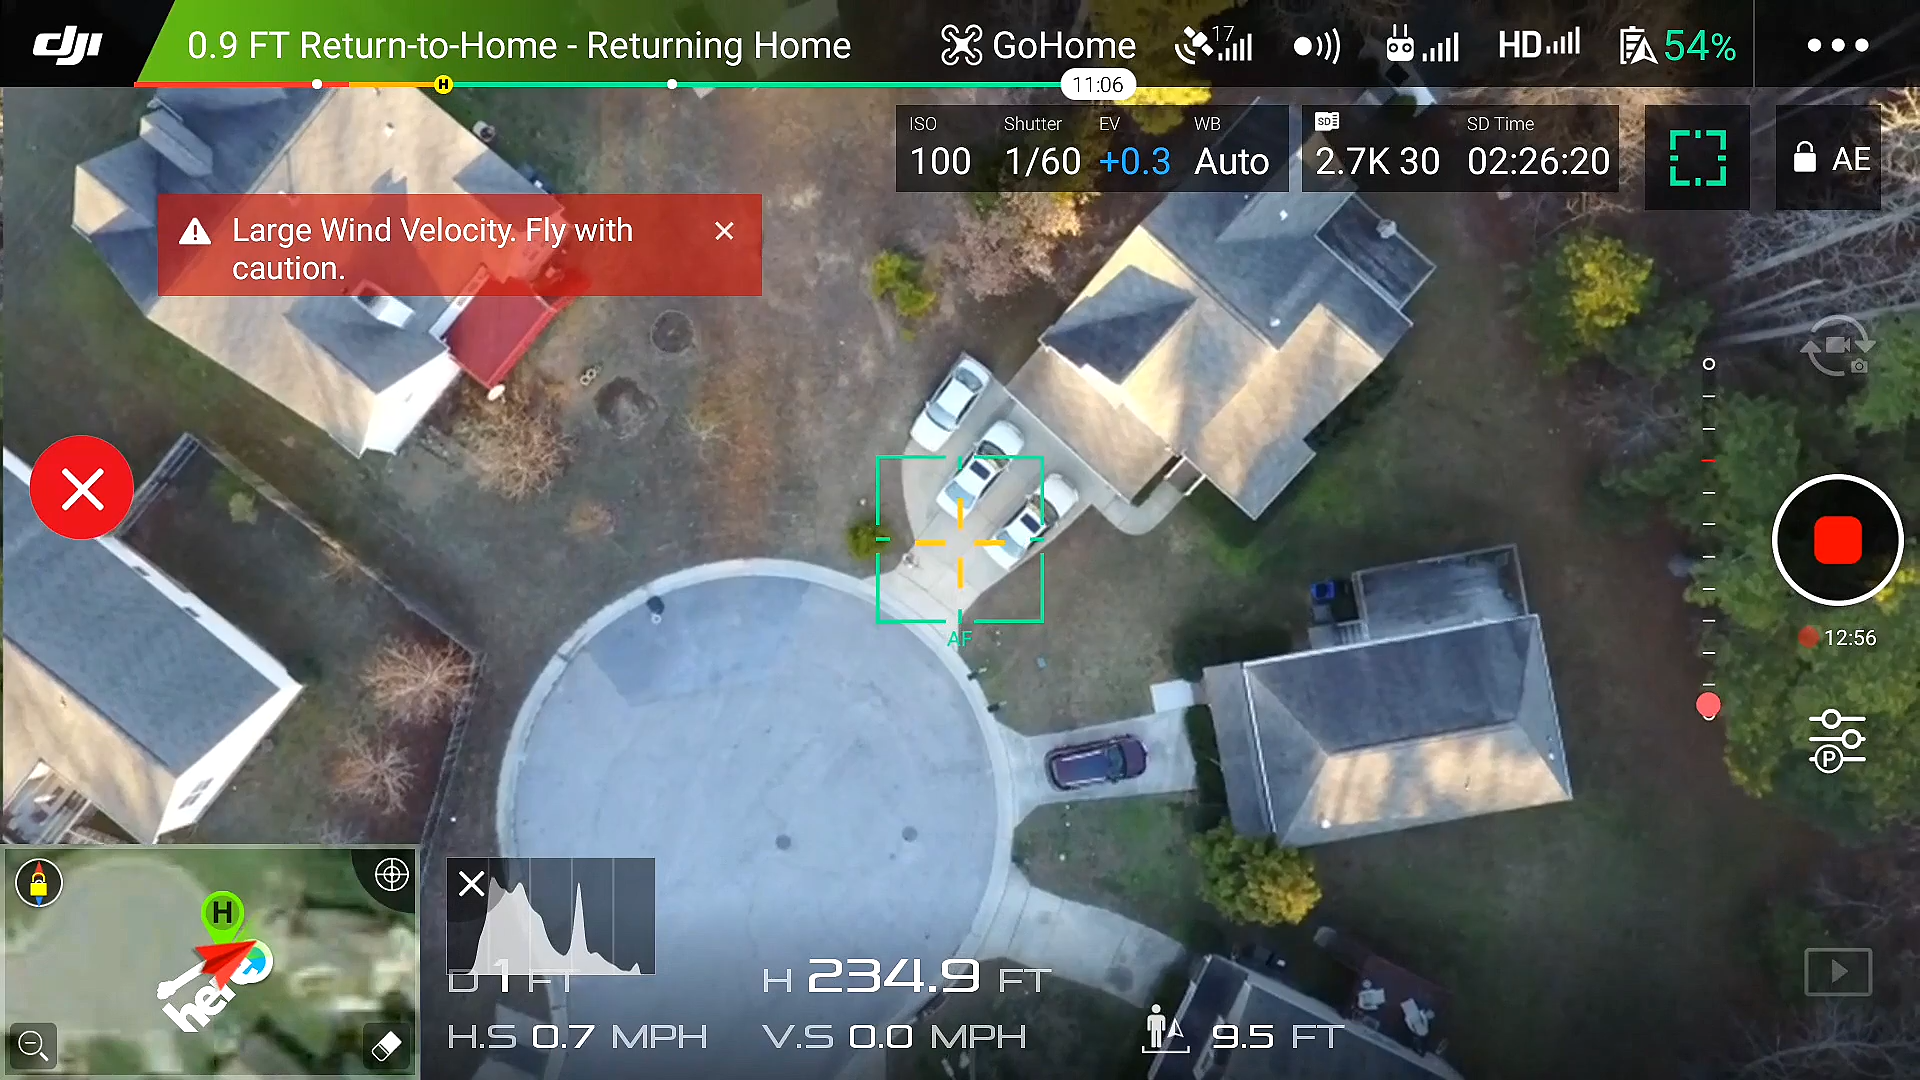 dji
0.9 FT Return-to-Home - Returning Home
GoHome
17
HD
54%
H
11:06
ISO
100
Shutter
1/60
EV
+0.3
WB
Auto
SD
2.7K 30
SD Time
02:26:20
AE
Large Wind Velocity. Fly with
caution.
AF
12:56
P
H
here
D 1 FT
H 234.9 FT
H.S 0.7 MPH
V.S 0.0 MPH
9.5 FT